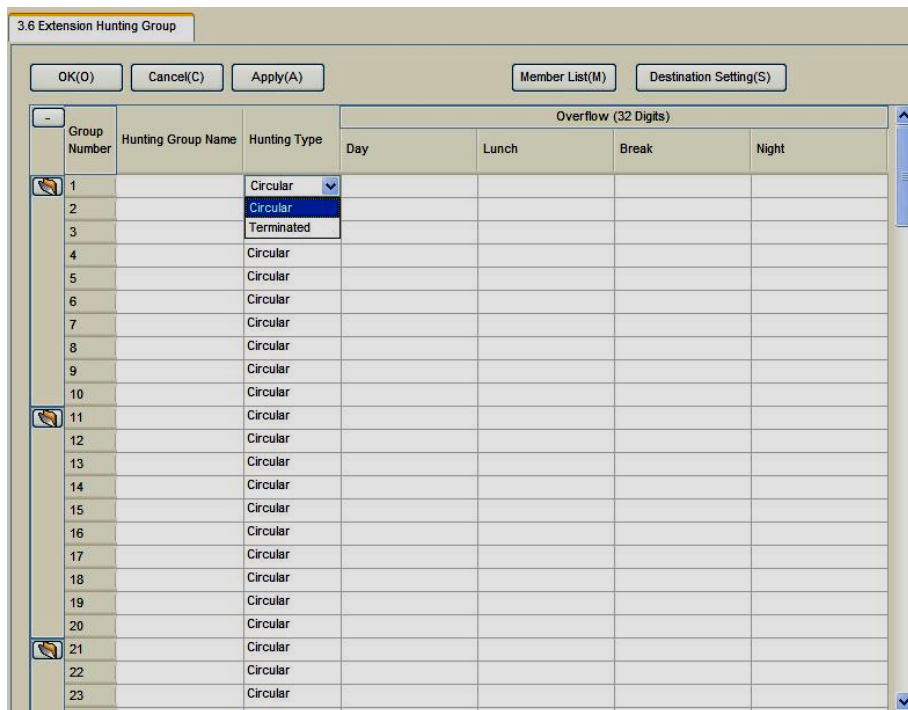 3.6 Extension Hunting Group
OK(O) Cancel(C) Apply(A) Member List(M) Destination Setting(S)
-
Group Number Hunting Group Name Hunting Type Overflow (32 Digits)
Day Lunch Break Night
1 Circular
2 Circular
3 Terminated
4 Circular
5 Circular
6 Circular
7 Circular
8 Circular
9 Circular
10 Circular
11 Circular
12 Circular
13 Circular
14 Circular
15 Circular
16 Circular
17 Circular
18 Circular
19 Circular
20 Circular
21 Circular
22 Circular
23 Circular